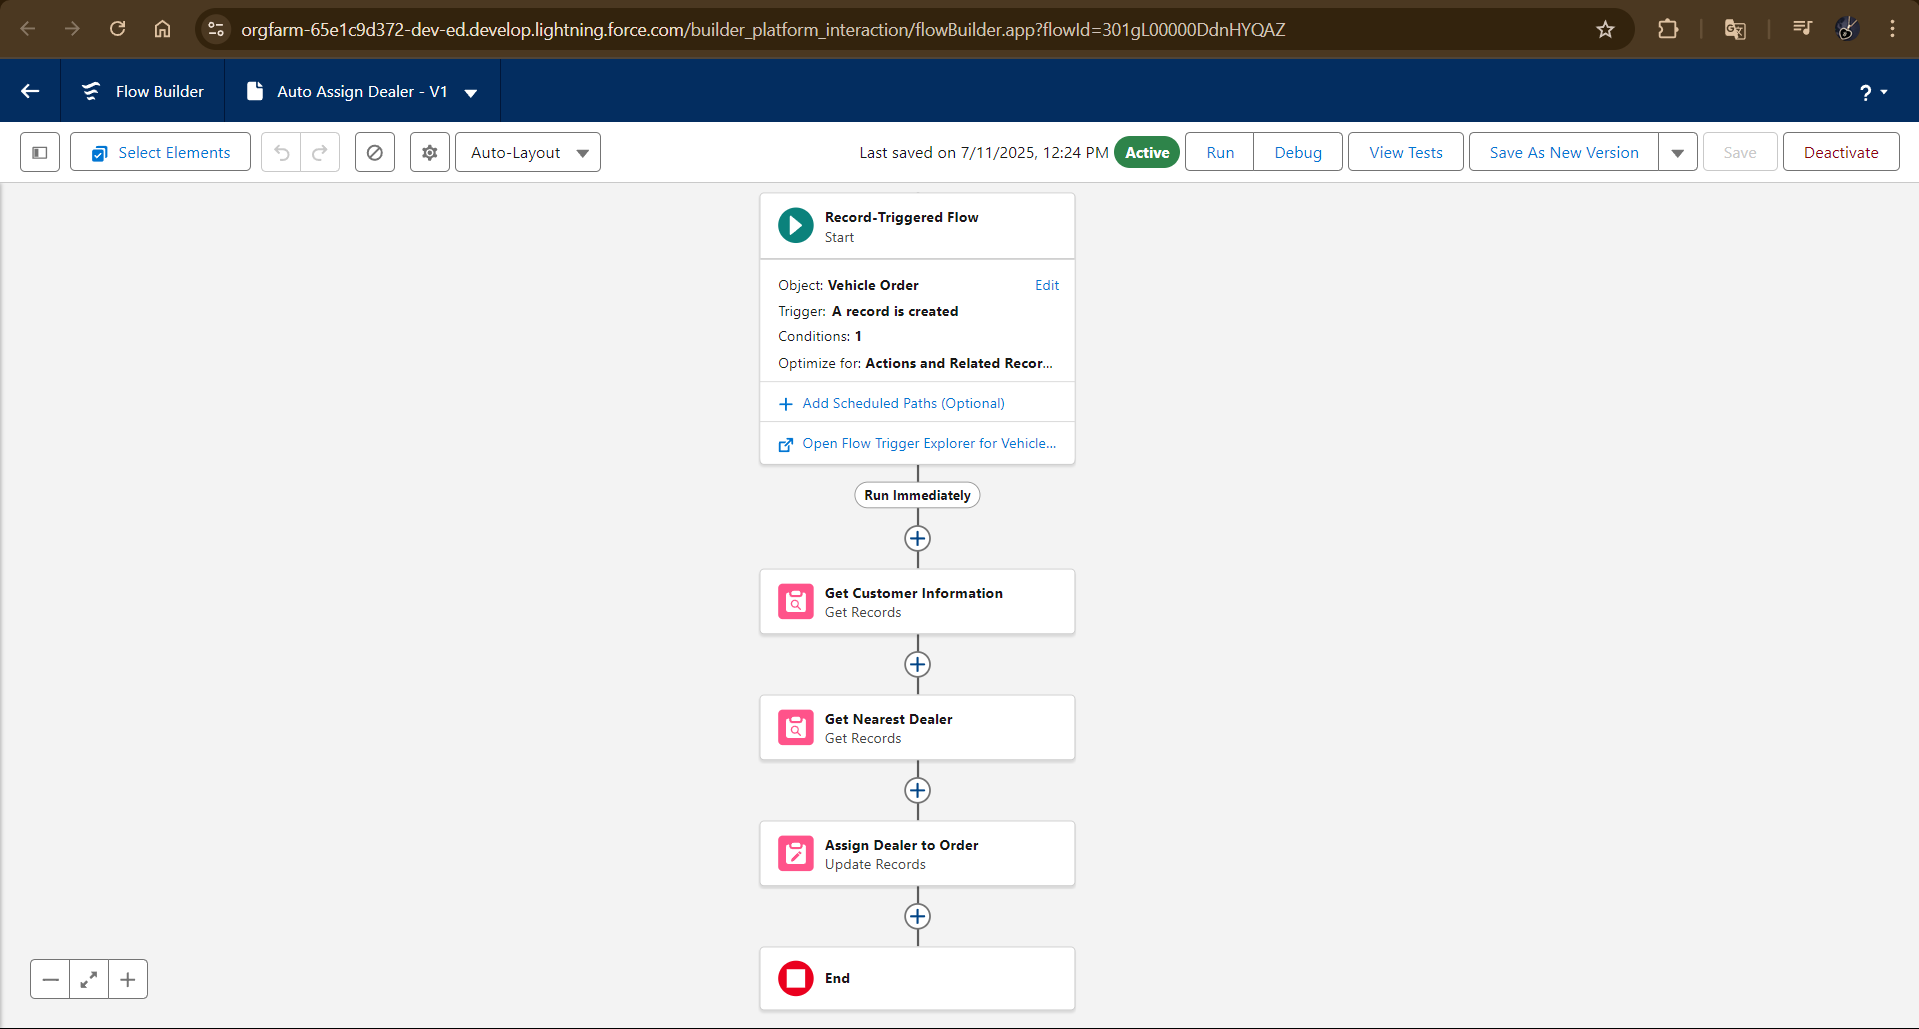 orgfarm-65e1c9d372-dev-ed.develop.lightning.force.com/builder_platform_interaction/flowBuilder.app?flowId=301gL00000DdnHYQAZ
Flow Builder
Auto Assign Dealer - V1
?
Select Elements
Auto-Layout
Last saved on 7/11/2025, 12:24 PM
Active
Run
Debug
View Tests
Save As New Version
Save
Deactivate
Record-Triggered Flow
Start
Object: Vehicle Order
Edit
Trigger: A record is created
Conditions: 1
Optimize for: Actions and Related Recor...
Add Scheduled Paths (Optional)
Open Flow Trigger Explorer for Vehicle...
Run Immediately
Get Customer Information
Get Records
Get Nearest Dealer
Get Records
Assign Dealer to Order
Update Records
End